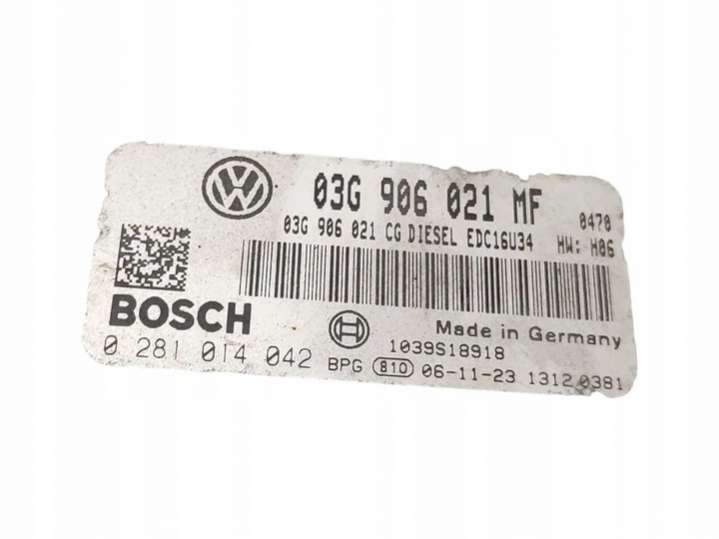 03G 906 021 MF 0470
03G 906 021 CG DIESEL EDC16U34 HW: H06
BOSCH
Made in Germany
1039S18918
0 281 014 042 BPG 810 06-11-23 1312 0381